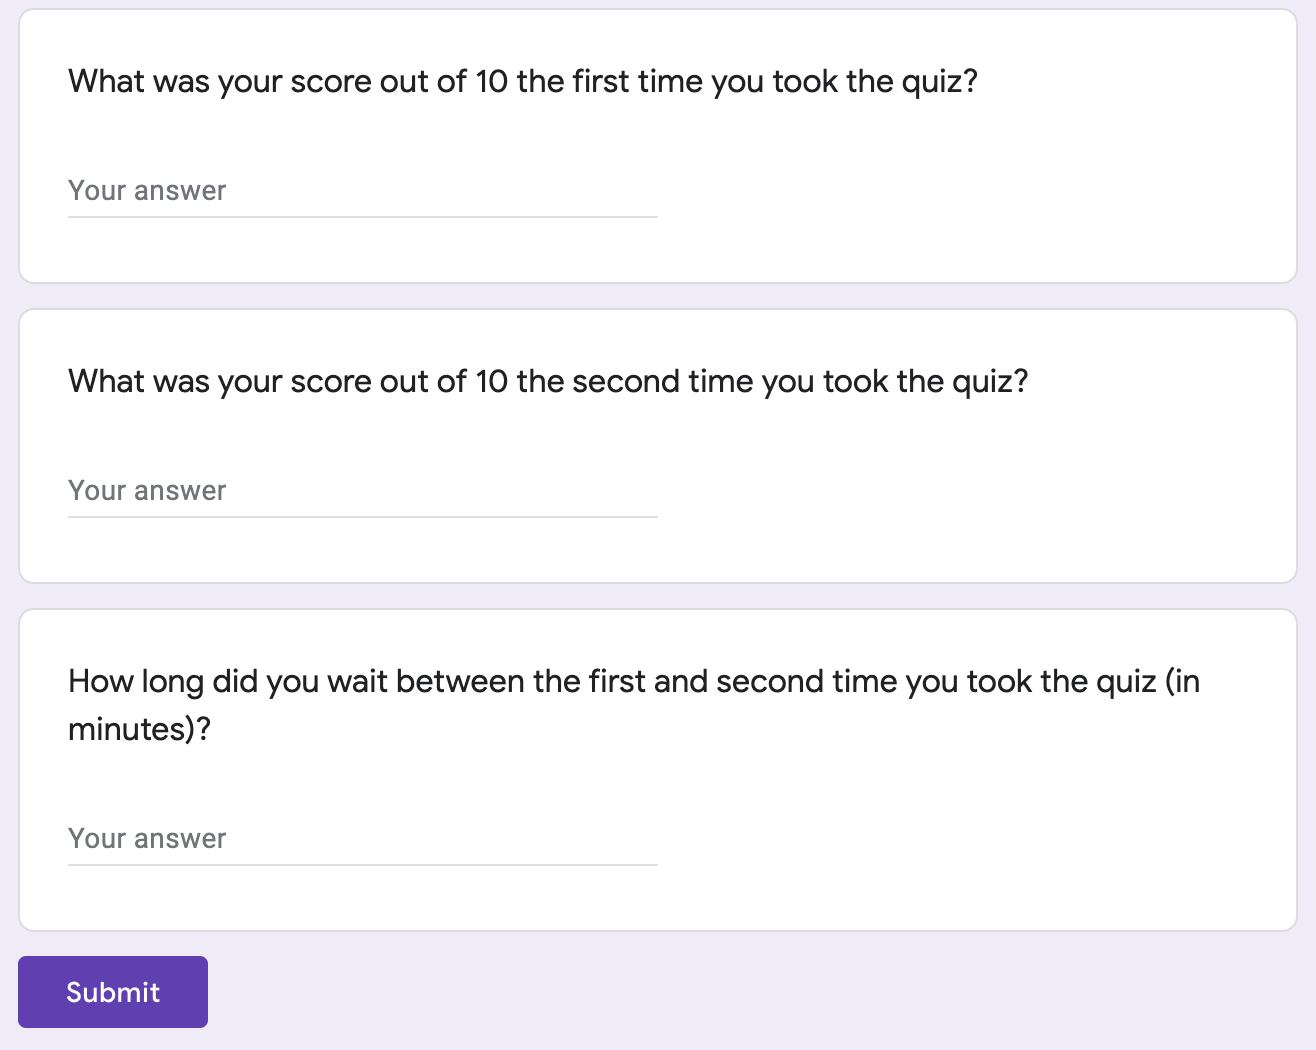 What was your score out of 10 the first time you took the quiz?
Your answer
What was your score out of 10 the second time you took the quiz?
Your answer
How long did you wait between the first and second time you took the quiz (in
minutes)?
Your answer
Submit